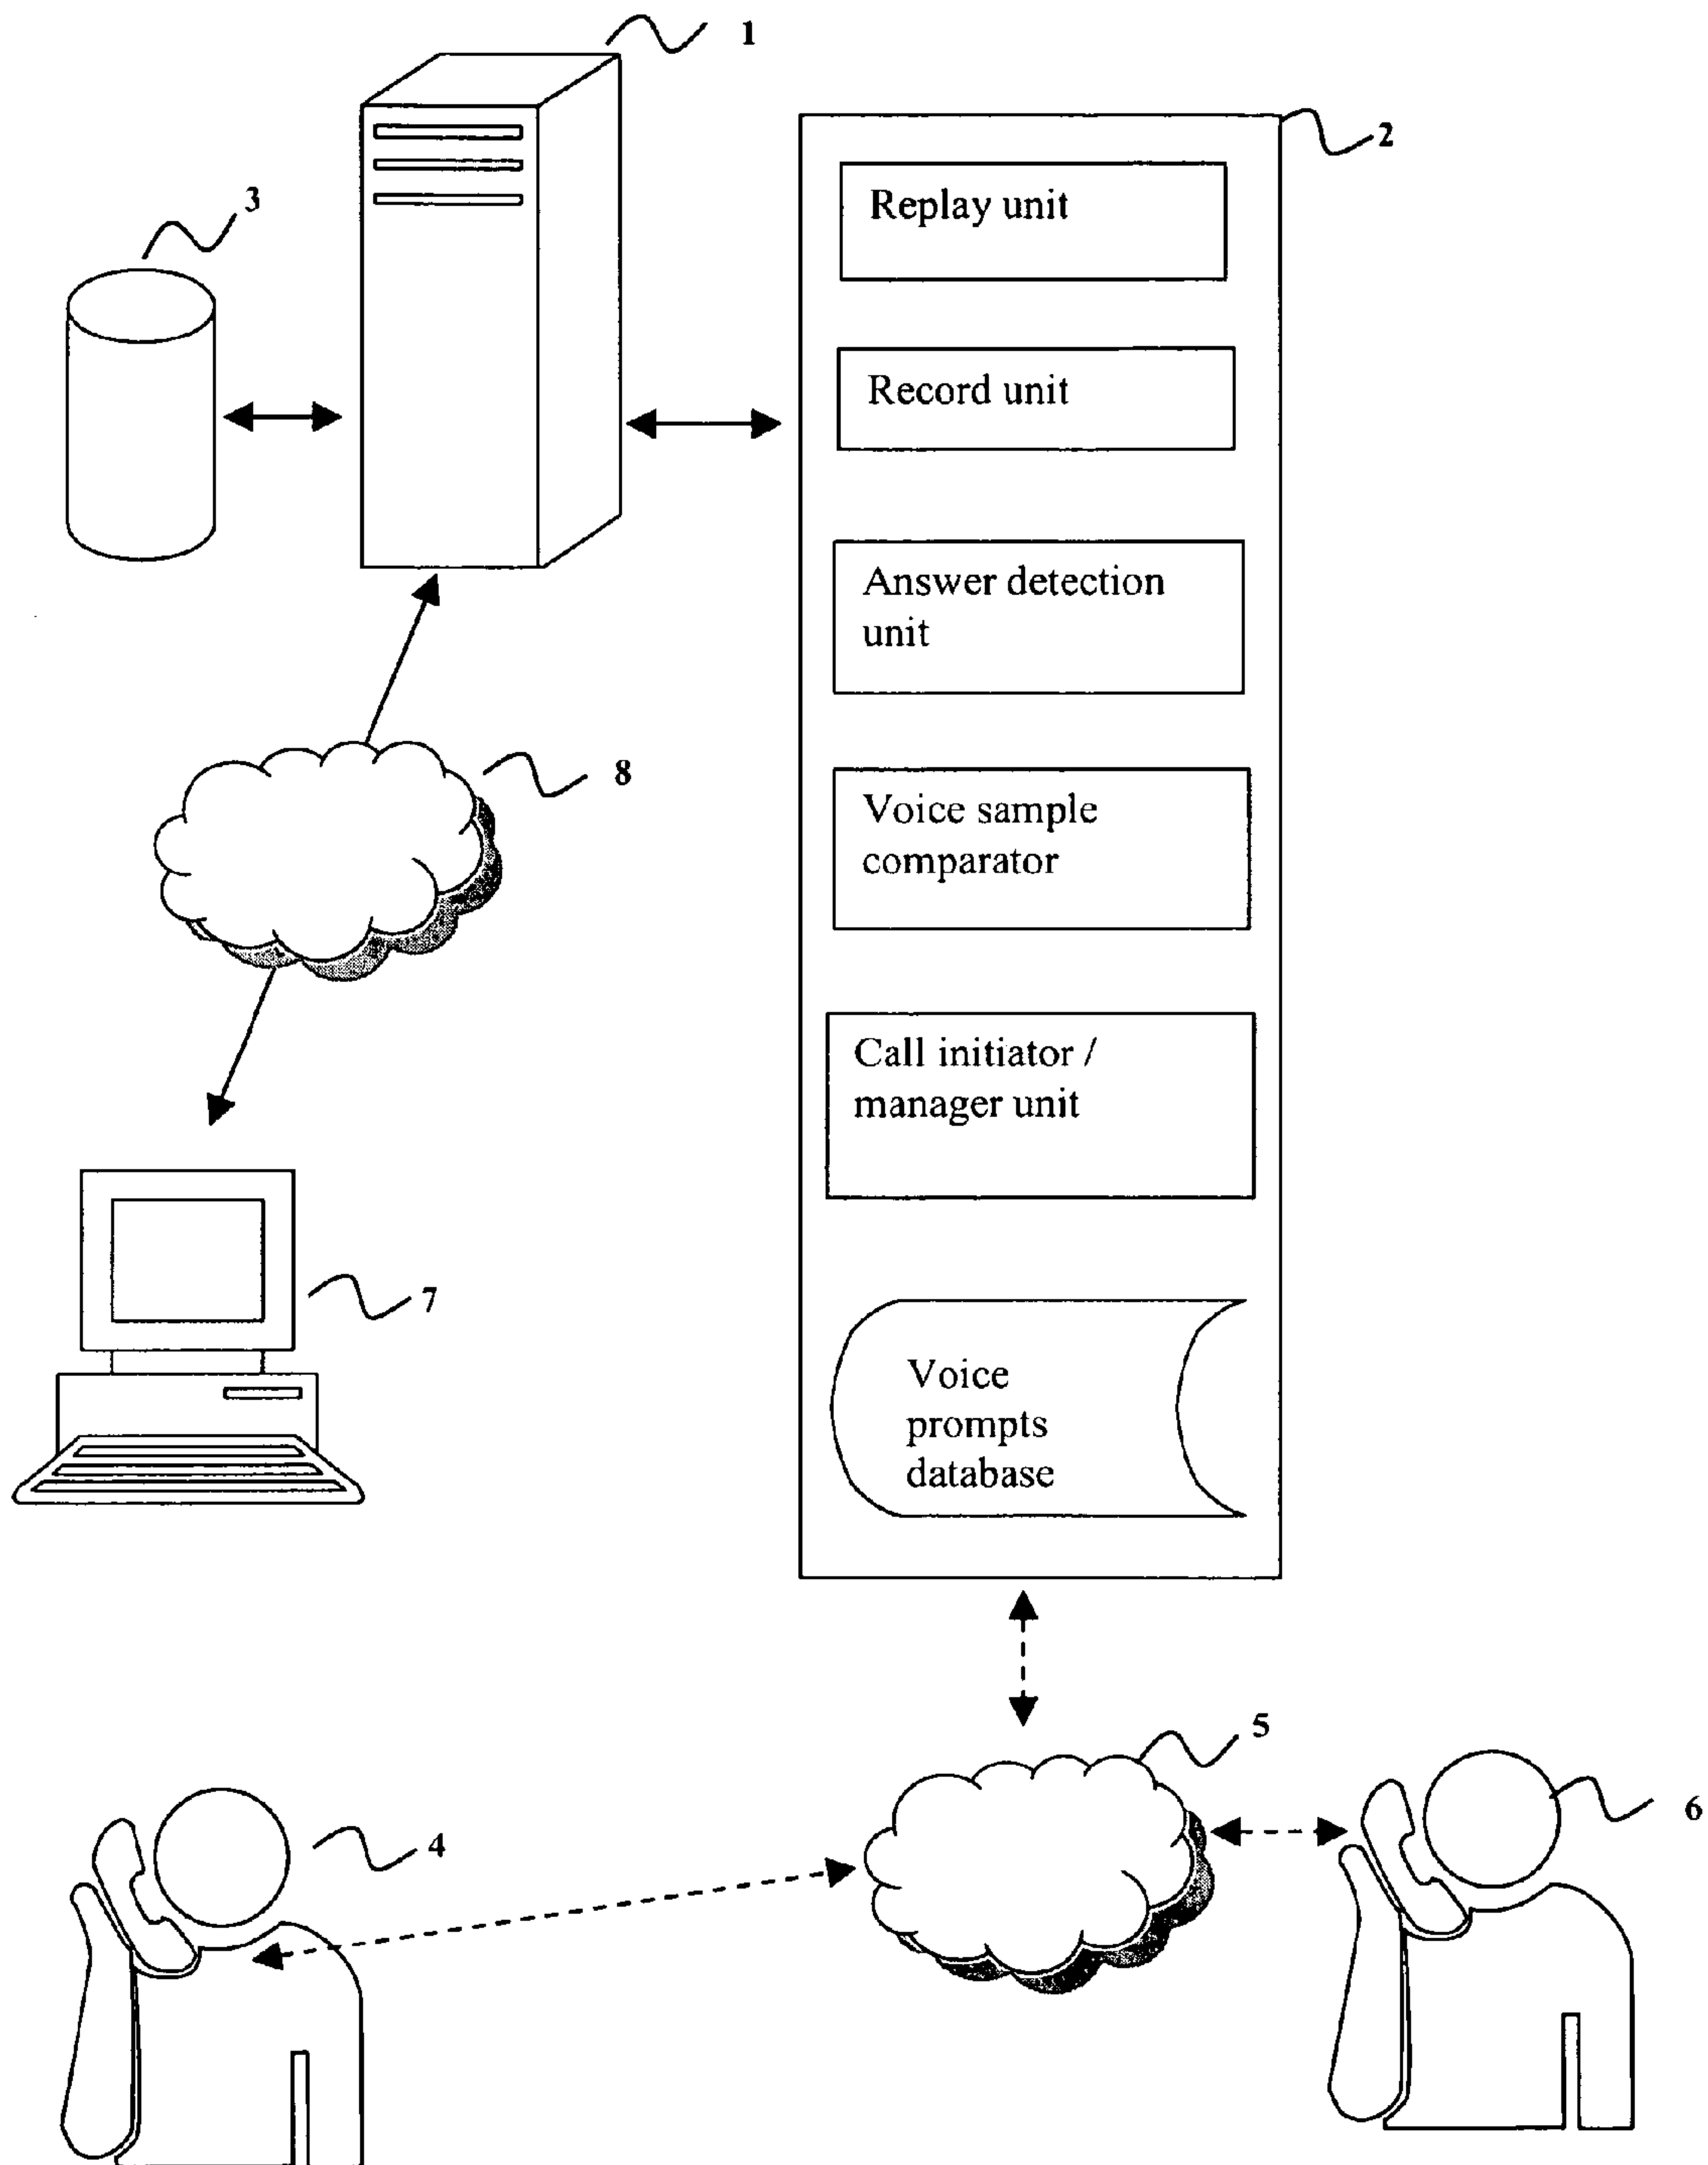 1
2
3
Replay unit
Record unit
Answer detection
unit
8
Voice sample
comparator
Call initiator /
manager unit
7
Voice
prompts
database
5
6
4